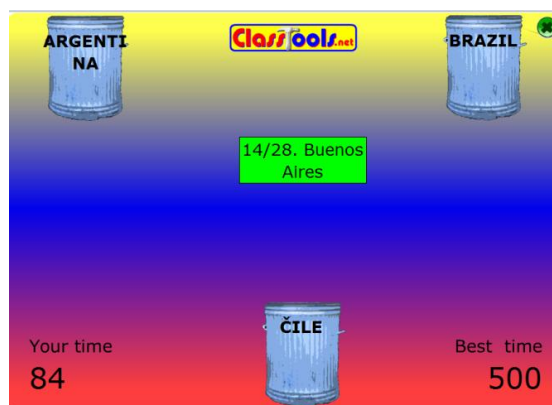 ARGENTI
NA
ClassTools.net
BRAZIL
14/28. Buenos
Aires
ČILE
Your time
84
Best time
500